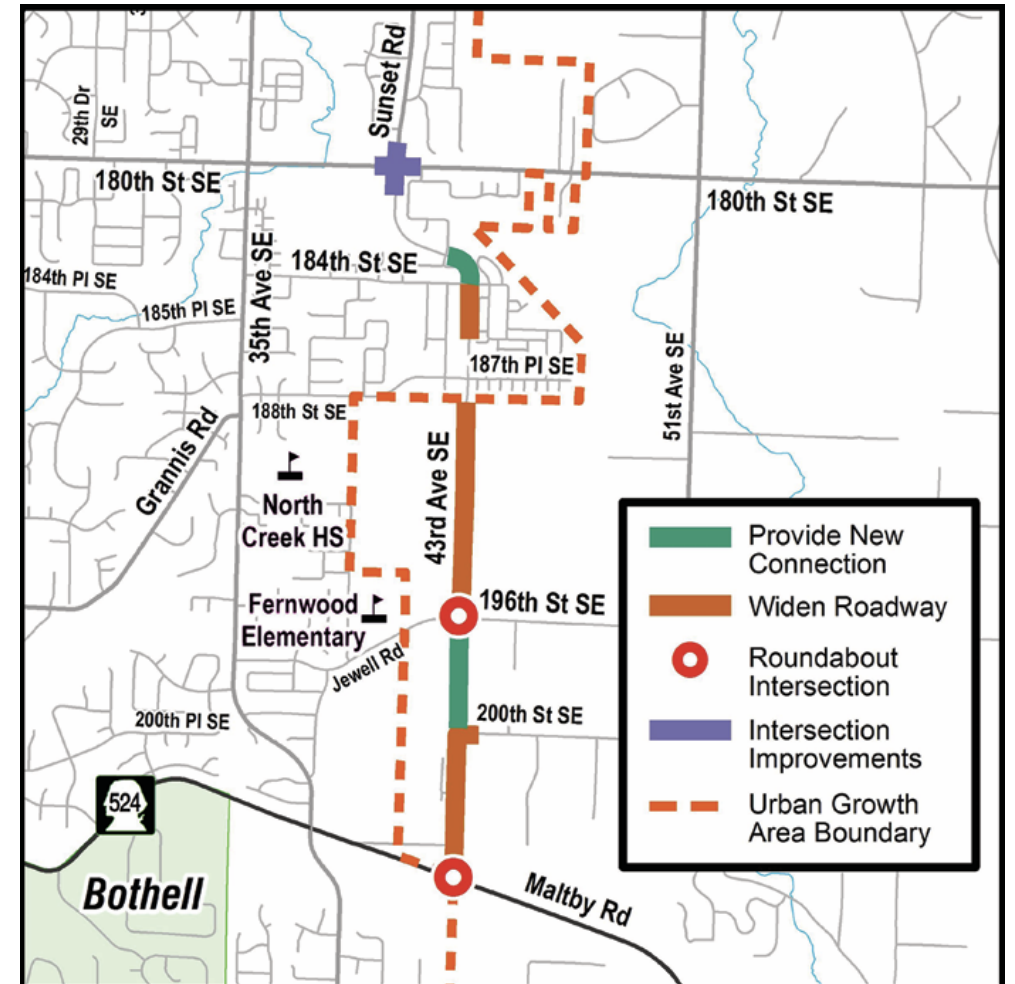 Sunset Rd
29th Dr
SE
180th St SE
180th St SE
184th St SE
184th Pl SE
185th Pl SE
35th Ave SE
187th Pl SE
51st Ave SE
188th St SE
Grannis Rd
43rd Ave SE
North
Creek HS
196th St SE
Fernwood
Elementary
Jewell Rd
200th St SE
200th Pl SE
524
Bothell
Maltby Rd
Provide New
Connection
Widen Roadway
Roundabout
Intersection
Intersection
Improvements
Urban Growth
Area Boundary